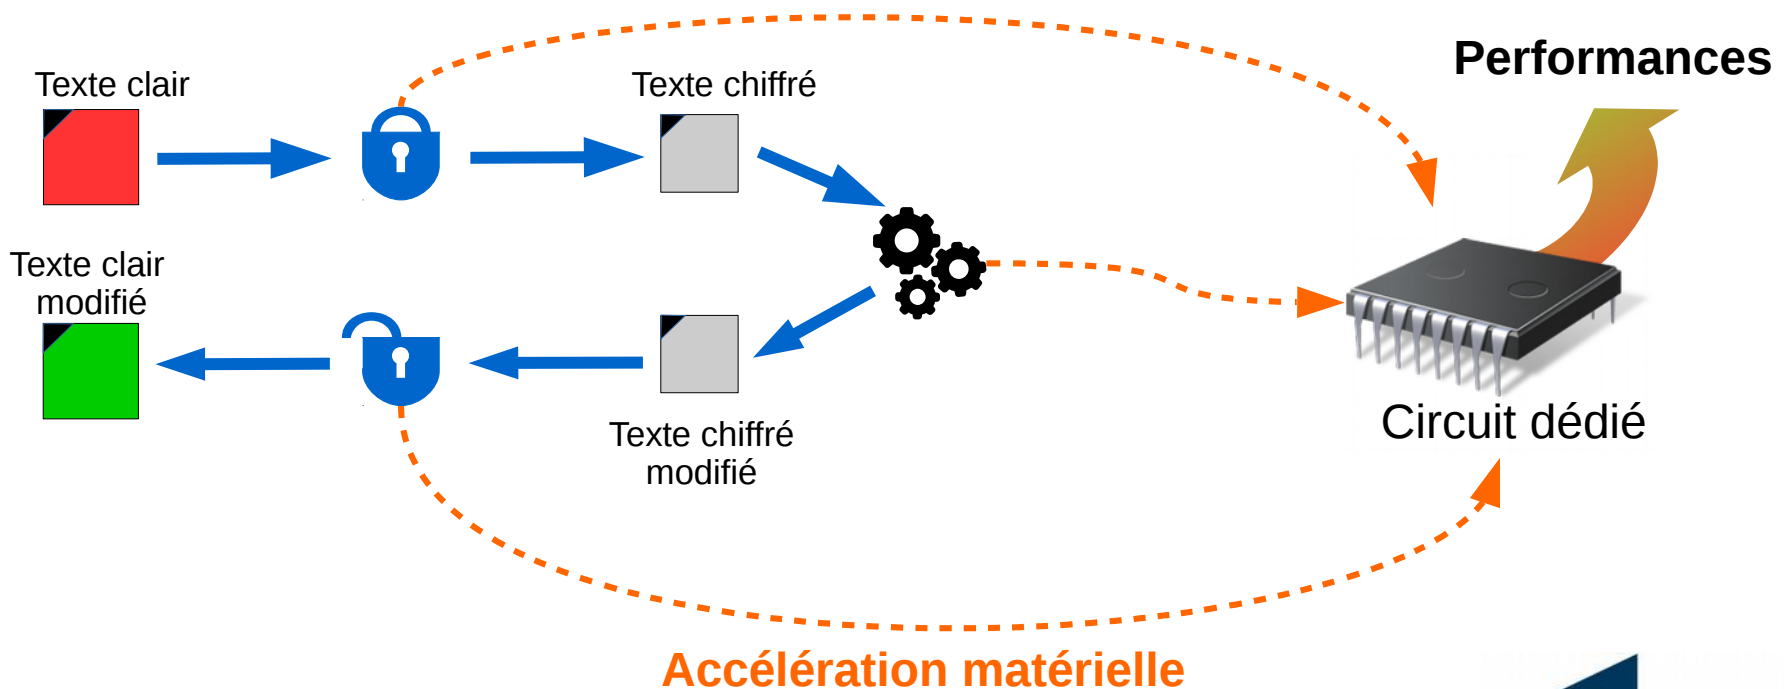 Performances
Texte clair
Texte chiffré
Texte clair
modifié
Circuit dédié
Texte chiffré
modifié
Accélération matérielle